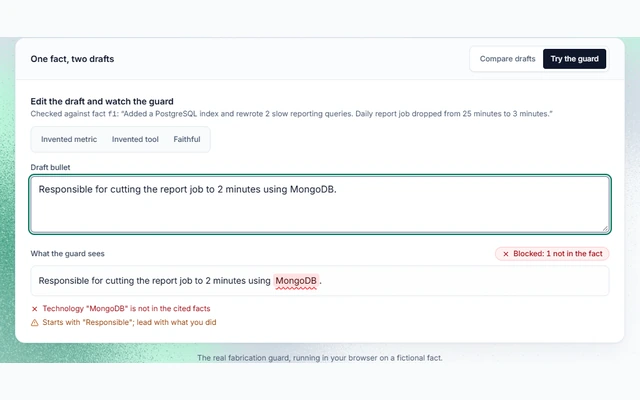 One fact, two drafts
Compare drafts
Try the guard
Edit the draft and watch the guard
Checked against fact f1: “Added a PostgreSQL index and rewrote 2 slow reporting queries. Daily report job dropped from 25 minutes to 3 minutes.”
Invented metric
Invented tool
Faithful
Draft bullet
Responsible for cutting the report job to 2 minutes using MongoDB.
What the guard sees
Blocked: 1 not in the fact
Responsible for cutting the report job to 2 minutes using MongoDB.
Technology "MongoDB" is not in the cited facts
Starts with "Responsible"; lead with what you did
The real fabrication guard, running in your browser on a fictional fact.